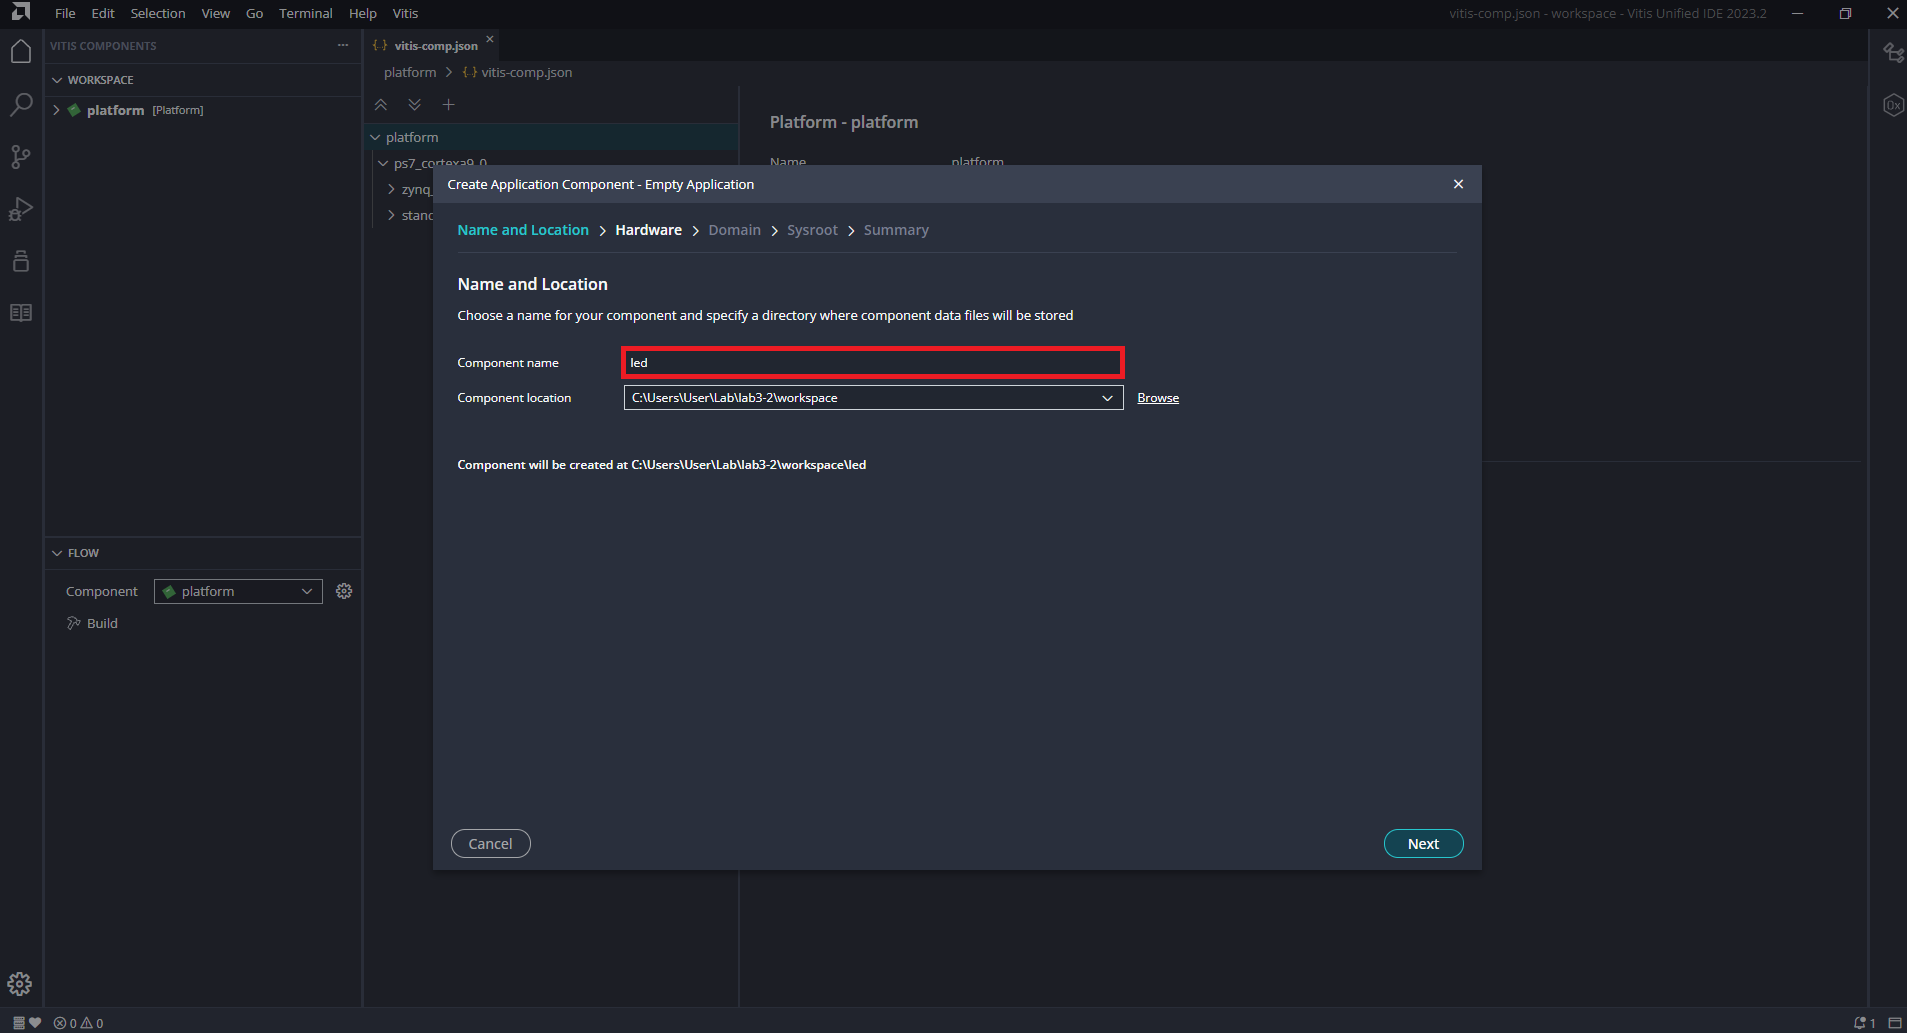 File Edit Selection View Go Terminal Help Vitis
vitis-comp.json - workspace - Vitis Unified IDE 2023.2
VITIS COMPONENTS
WORKSPACE
platform [Platform]
vitis-comp.json
platform > {..} vitis-comp.json
platform
ps7_cortexa9_0
zynq_
stand
Platform - platform
Name platform
Create Application Component - Empty Application
Name and Location > Hardware > Domain > Sysroot > Summary
Name and Location
Choose a name for your component and specify a directory where component data files will be stored
Component name led
Component location C:\Users\User\Lab\lab3-2\workspace Browse
Component will be created at C:\Users\User\Lab\lab3-2\workspace\led
Cancel Next
FLOW
Component platform
Build
0 0
1
0x